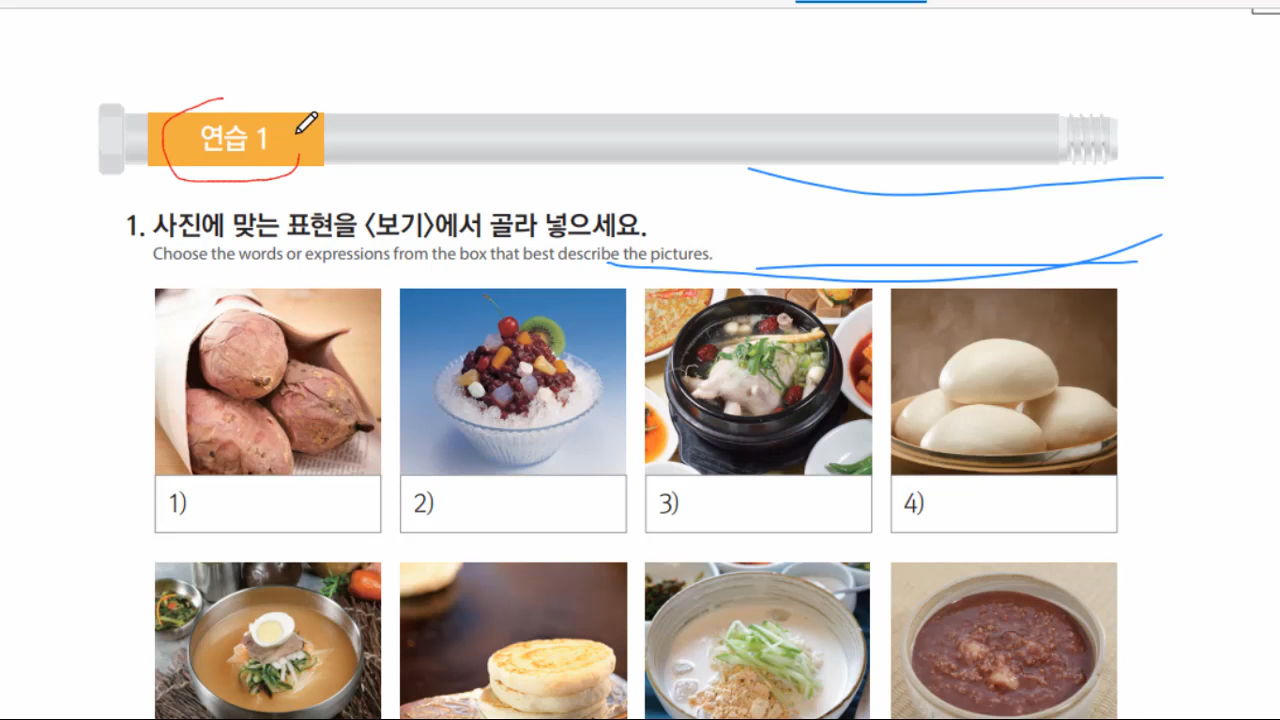 연습 1
1. 사진에 맞는 표현을 〈보기〉에서 골라 넣으세요.
Choose the words or expressions from the box that best describe the pictures.
1)
2)
3)
4)